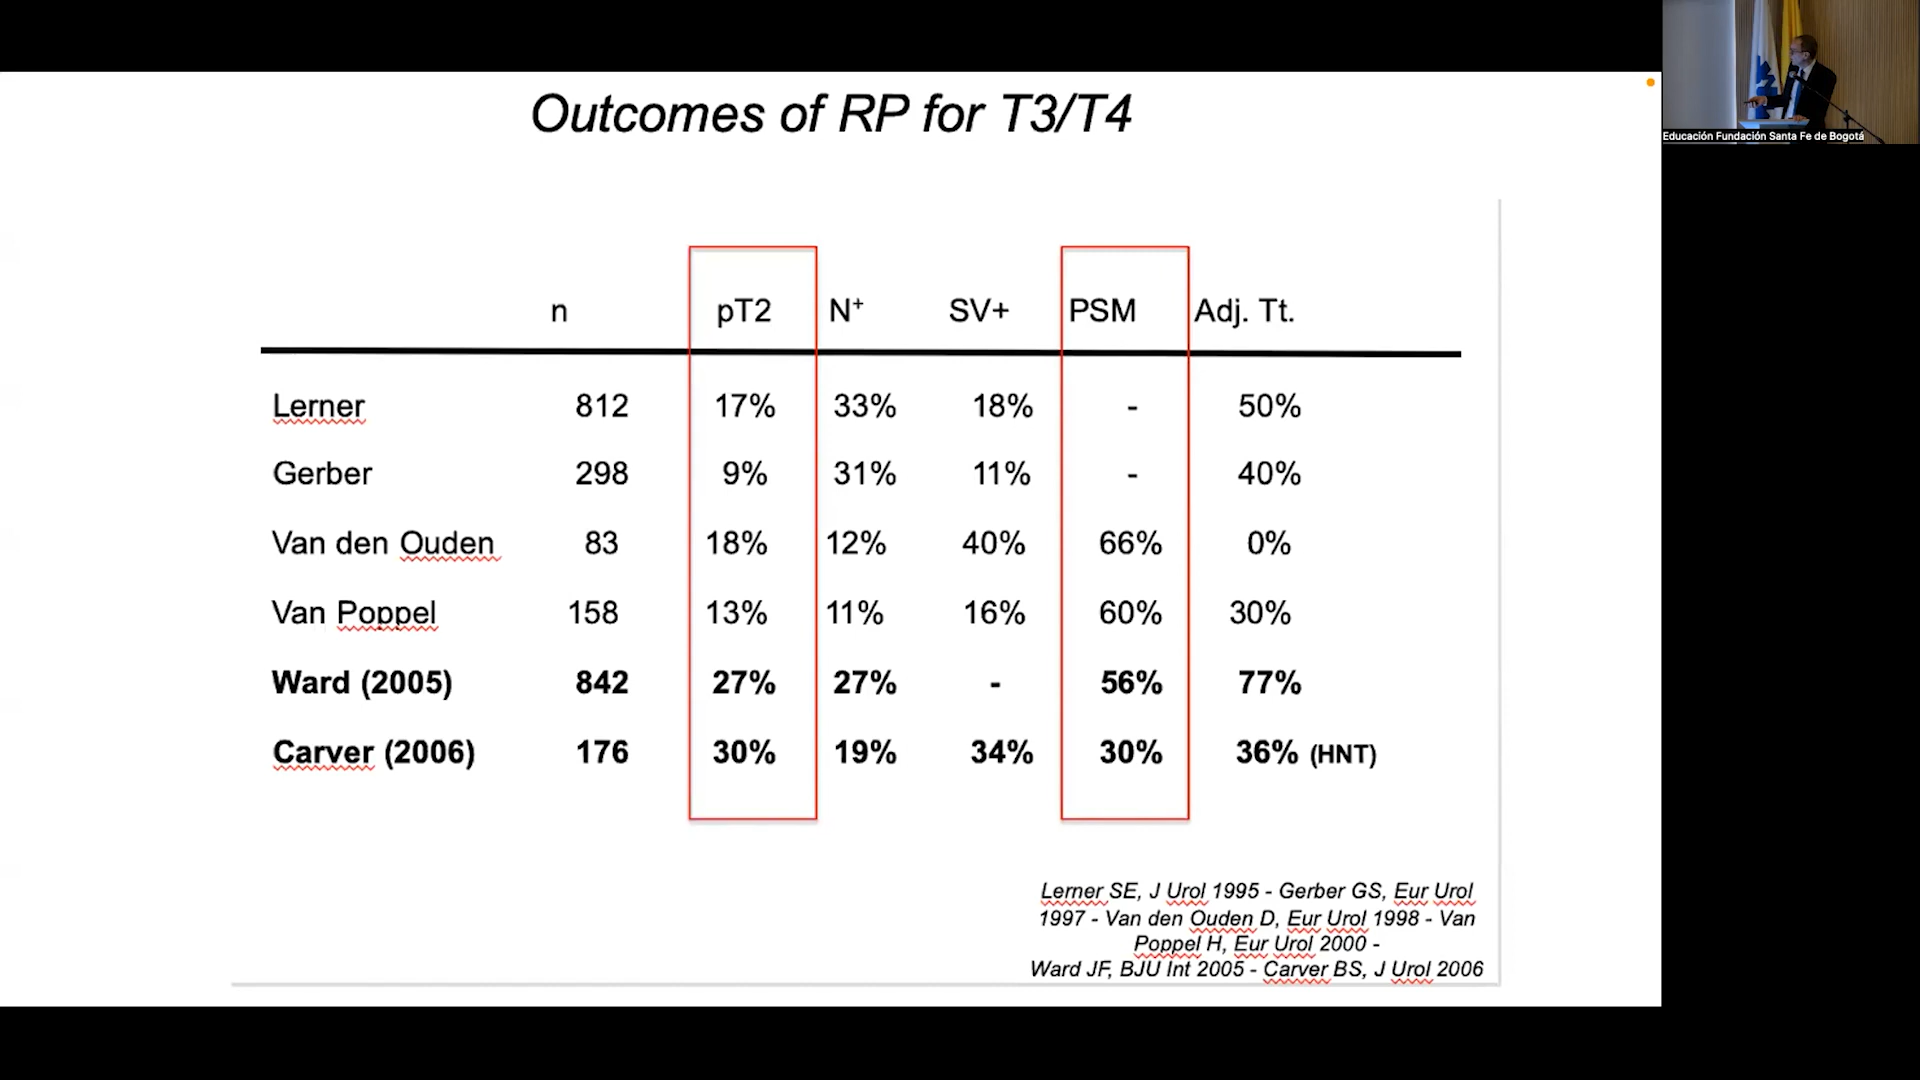 Outcomes of RP for T3/T4
Educación Fundación Santa Fe de Bogotá
n pT2 N⁺ SV+ PSM Adj. Tt.
Lerner 812 17% 33% 18% - 50%
Gerber 298 9% 31% 11% - 40%
Van den Ouden 83 18% 12% 40% 66% 0%
Van Poppel 158 13% 11% 16% 60% 30%
Ward (2005) 842 27% 27% - 56% 77%
Carver (2006) 176 30% 19% 34% 30% 36% (HNT)
Lerner SE, J Urol 1995 - Gerber GS, Eur Urol
1997 - Van den Ouden D, Eur Urol 1998 - Van
Poppel H, Eur Urol 2000 -
Ward JF, BJU Int 2005 - Carver BS, J Urol 2006